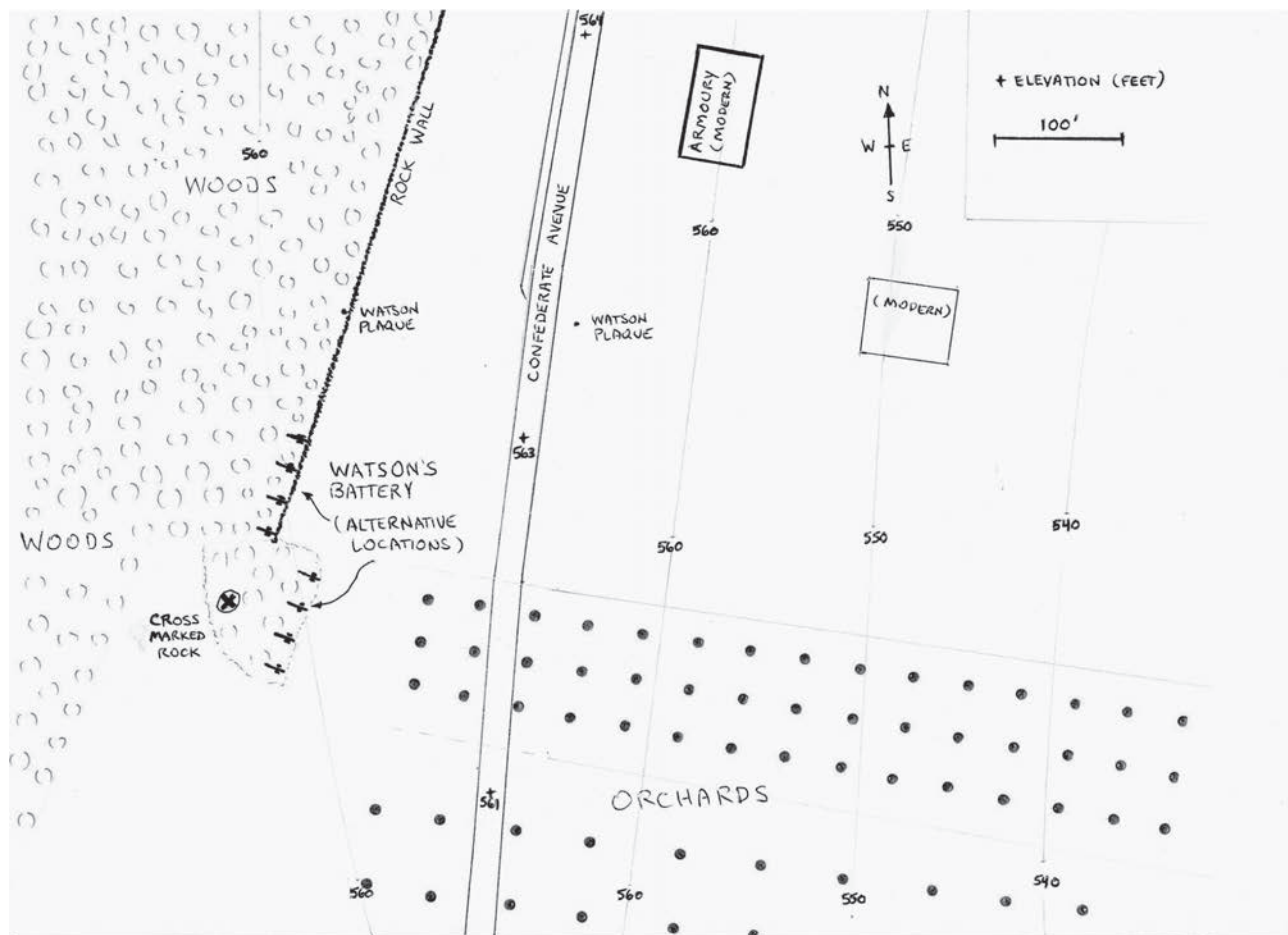 564
+ ELEVATION (FEET)
100'
N
W E
S
ARMOURY
(MODERN)
ROCK WALL
560
WOODS
CONFEDERATE AVENUE
560
550
(MODERN)
WATSON
PLAQUE
WATSON
PLAQUE
563
WATSON'S
BATTERY
(ALTERNATIVE
LOCATIONS)
WOODS
560
550
540
CROSS
MARKED
ROCK
561
ORCHARDS
560
560
550
540